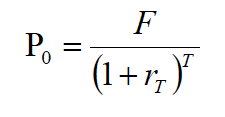 P₀ = F / (1 + r_T)^T